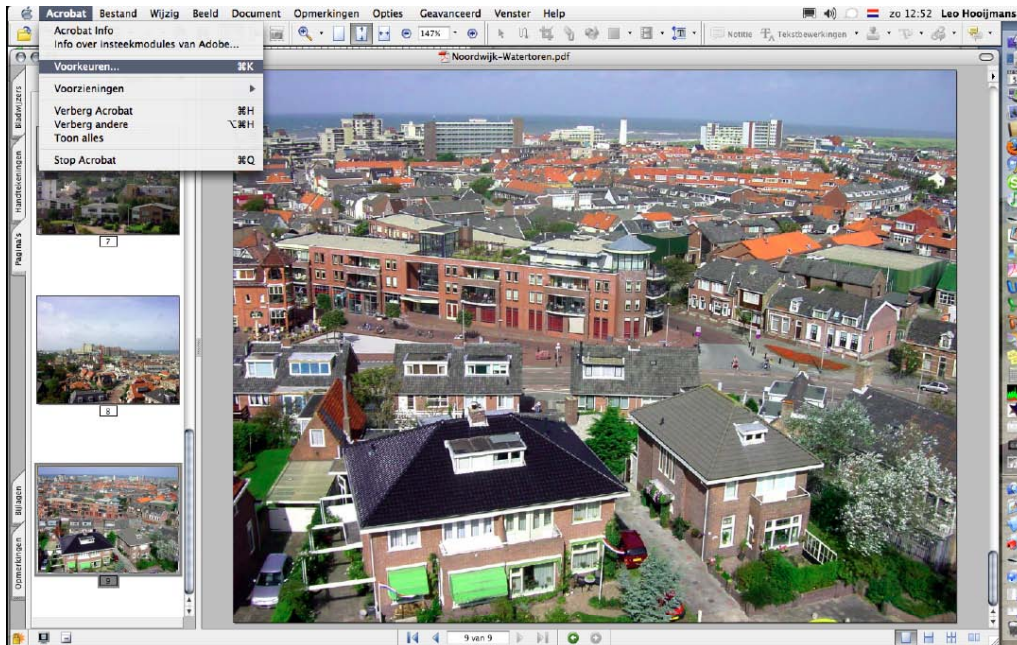 Acrobat Bestand Wijzig Beeld Document Opmerkingen Opties Geavanceerd Venster Help zo 12:52 Leo Hooijmans
Acrobat Info
Info over insteekmodules van Adobe...
Voorkeuren... ⌘K
Voorzieningen
Verberg Acrobat ⌘H
Verberg andere ⌥⌘H
Toon alles
Stop Acrobat ⌘Q
147%
Notitie
Tekstbewerkingen
Noordwijk-Watertoren.pdf
Bladwijzers
Handtekeningen
Pagina's
Bijlagen
Opmerkingen
7
8
9
9 van 9